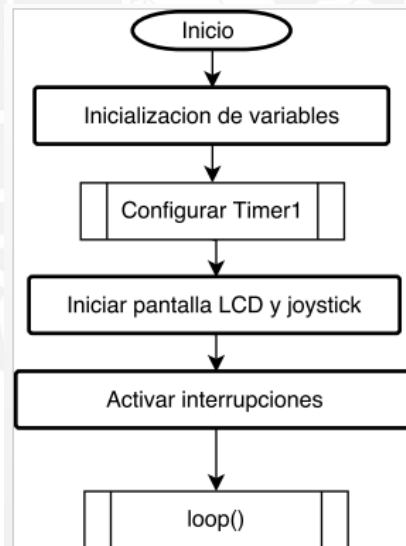 Inicio
Inicializacion de variables
Configurar Timer1
Iniciar pantalla LCD y joystick
Activar interrupciones
loop()